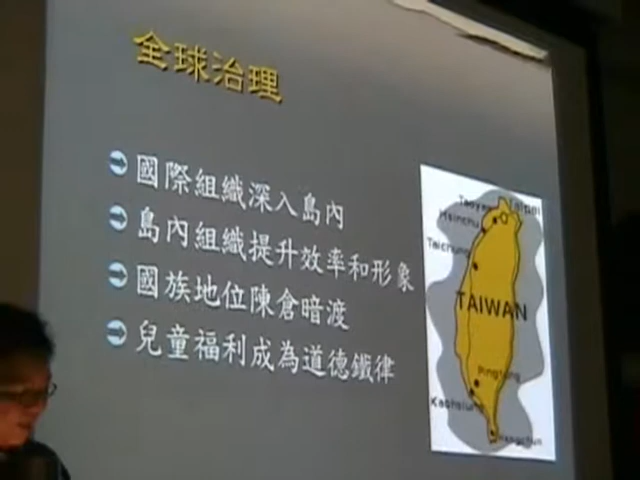 全球治理
國際組織深入島內
島內組織提升效率和形象
國族地位陳倉暗渡
兒童福利成為道德鐵律
Taipei
Hsinchu
Taichung
TAIWAN
Pingtung